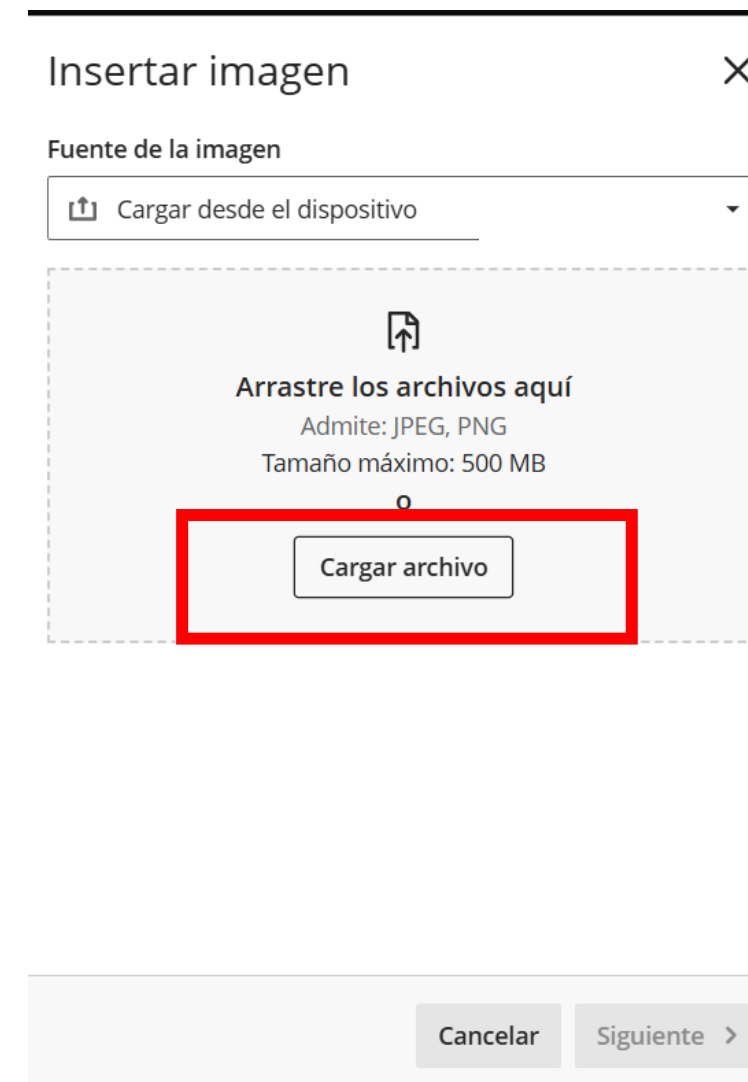 Insertar imagen
Fuente de la imagen
Cargar desde el dispositivo
Arrastre los archivos aquí
Admite: JPEG, PNG
Tamaño máximo: 500 MB
o
Cargar archivo
Cancelar
Siguiente